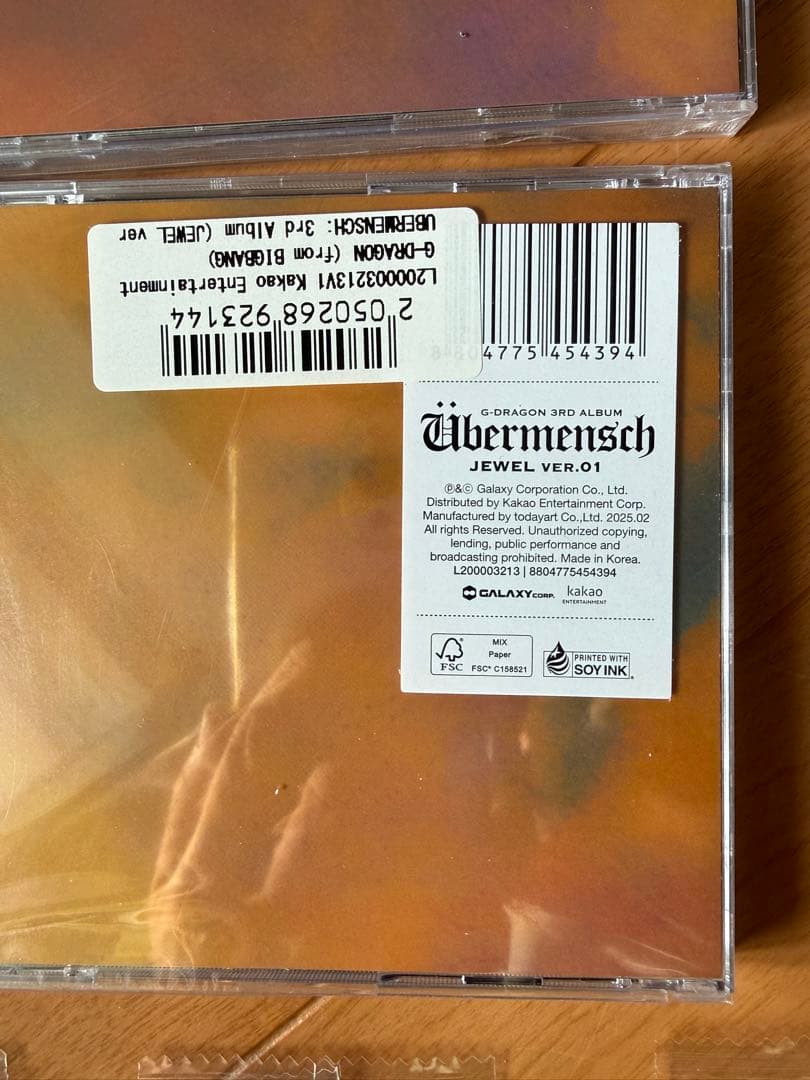 UBERMENSCH: 3rd Album (JEWEL ver
G-DRAGON (from BIGBANG)
L200003213V1 Kakao Entertainment
2 050268 923144
4775 454394
G-DRAGON 3RD ALBUM
Übermensch
JEWEL VER.01
℗&© Galaxy Corporation Co., Ltd.
Distributed by Kakao Entertainment Corp.
Manufactured by todayart Co.,Ltd. 2025.02
All rights Reserved. Unauthorized copying,
lending, public performance and
broadcasting prohibited. Made in Korea.
L200003213 | 8804775454394
GALAXY CORP. kakao
ENTERTAINMENT
FSC
MIX
Paper
FSC® C158521
PRINTED WITH
SOY INK